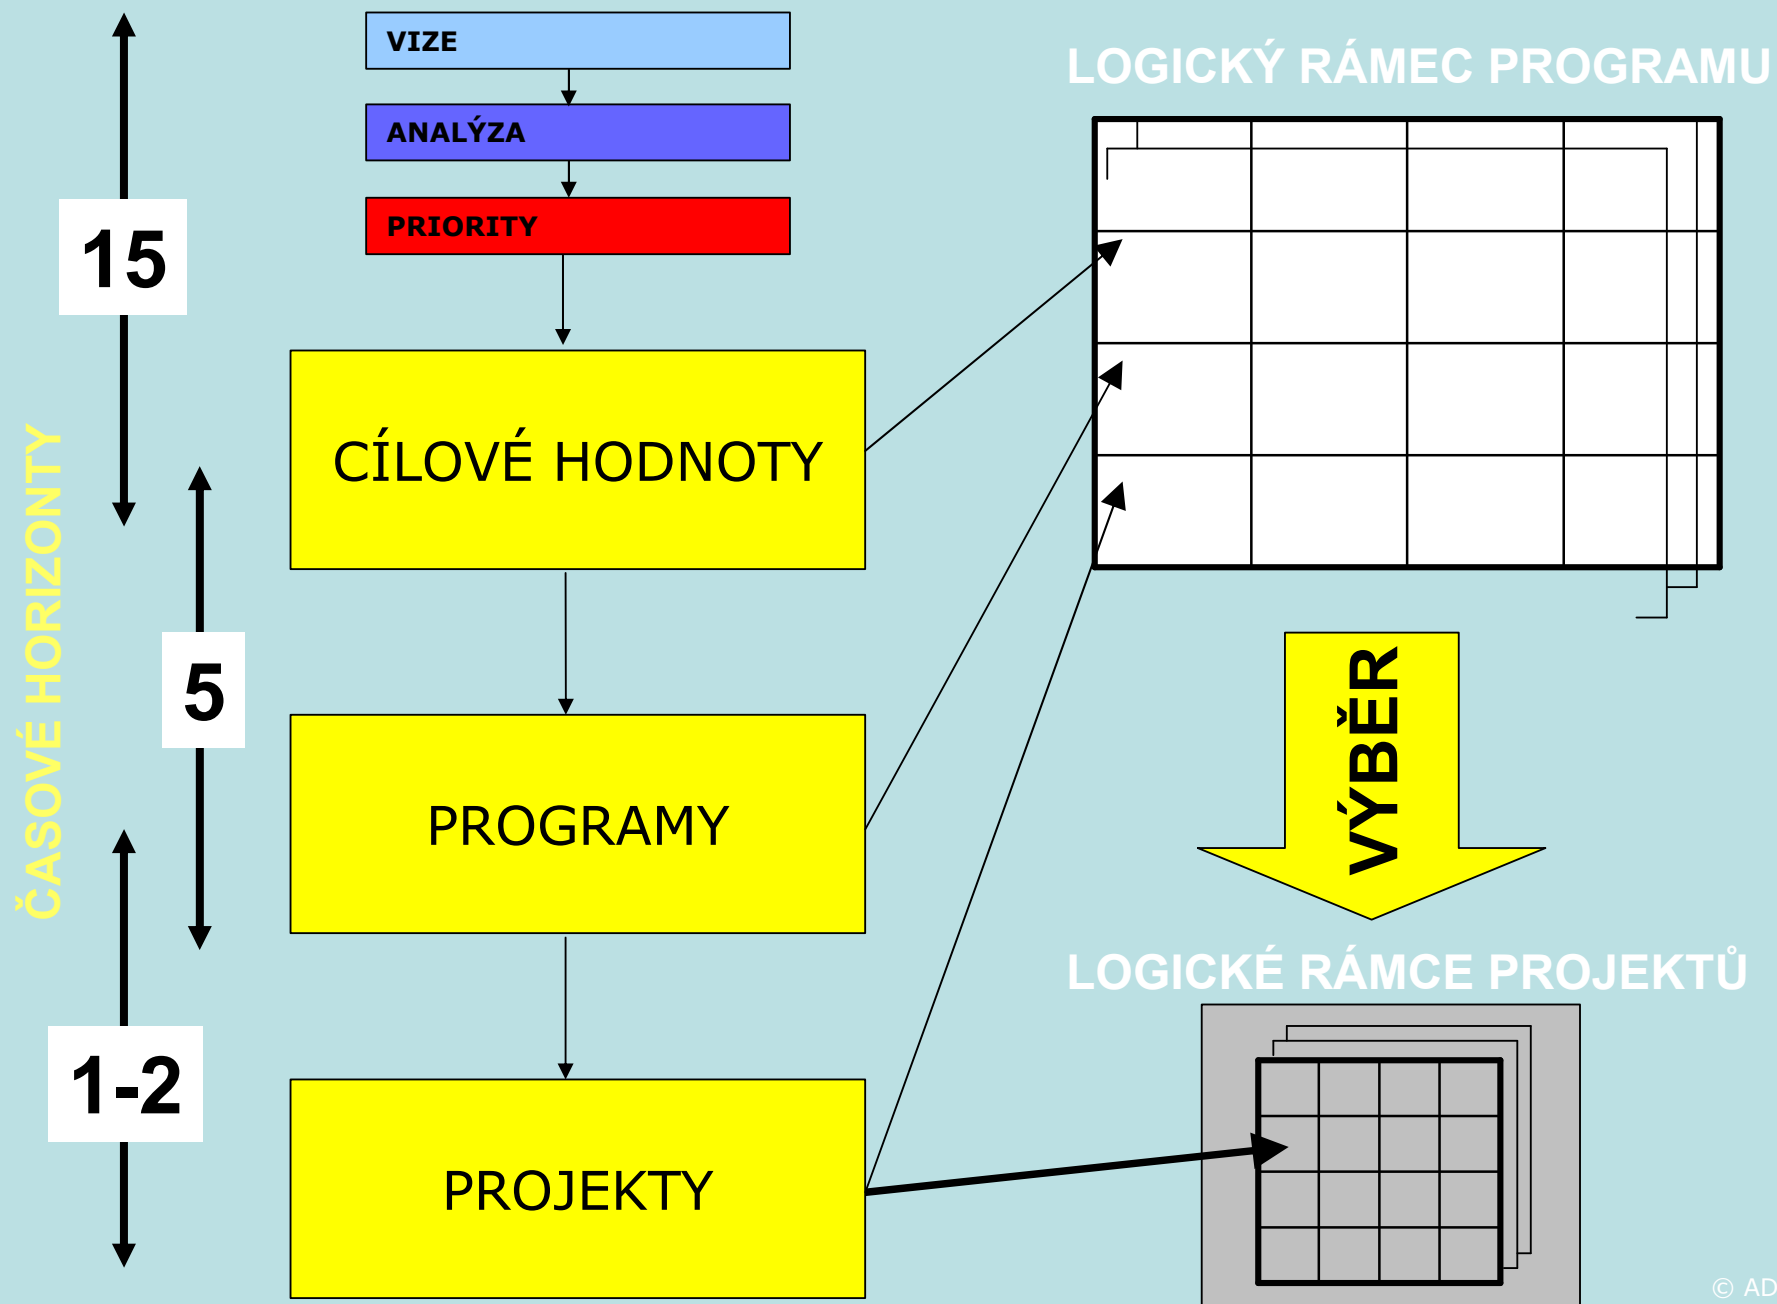 VIZE
ANALÝZA
PRIORITY
CÍLOVÉ HODNOTY
PROGRAMY
PROJEKTY
ČASOVÉ HORIZONTY
15
5
1-2
LOGICKÝ RÁMEC PROGRAMU
VÝBĚR
LOGICKÉ RÁMCE PROJEKTŮ
© AD